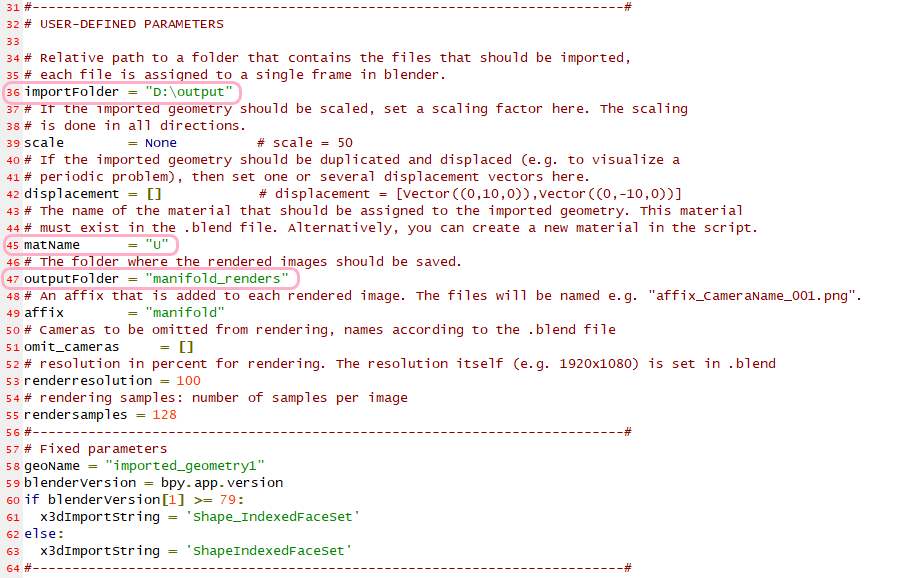 31 #--------------------------------------------------------------------------#
32 # USER-DEFINED PARAMETERS
33
34 # Relative path to a folder that contains the files that should be imported,
35 # each file is assigned to a single frame in blender.
36 importFolder = "D:\output"
37 # If the imported geometry should be scaled, set a scaling factor here. The scaling
38 # is done in all directions.
39 scale        = None          # scale = 50
40 # If the imported geometry should be duplicated and displaced (e.g. to visualize a
41 # periodic problem), then set one or several displacement vectors here.
42 displacement = []            # displacement = [Vector((0,10,0)),Vector((0,-10,0))]
43 # The name of the material that should be assigned to the imported geometry. This material
44 # must exist in the .blend file. Alternatively, you can create a new material in the script.
45 matName      = "U"
46 # The folder where the rendered images should be saved.
47 outputFolder = "manifold_renders"
48 # An affix that is added to each rendered image. The files will be named e.g. "affix_CameraName_001.png".
49 affix        = "manifold"
50 # Cameras to be omitted from rendering, names according to the .blend file
51 omit_cameras     = []
52 # resolution in percent for rendering. The resolution itself (e.g. 1920x1080) is set in .blend
53 renderresolution = 100
54 # rendering samples: number of samples per image
55 rendersamples = 128
56 #--------------------------------------------------------------------------#
57 # Fixed parameters
58 geoName = "imported_geometry1"
59 blenderVersion = bpy.app.version
60 if blenderVersion[1] >= 79:
61   x3dImportString = 'Shape_IndexedFaceSet'
62 else:
63   x3dImportString = 'ShapeIndexedFaceSet'
64 #--------------------------------------------------------------------------#